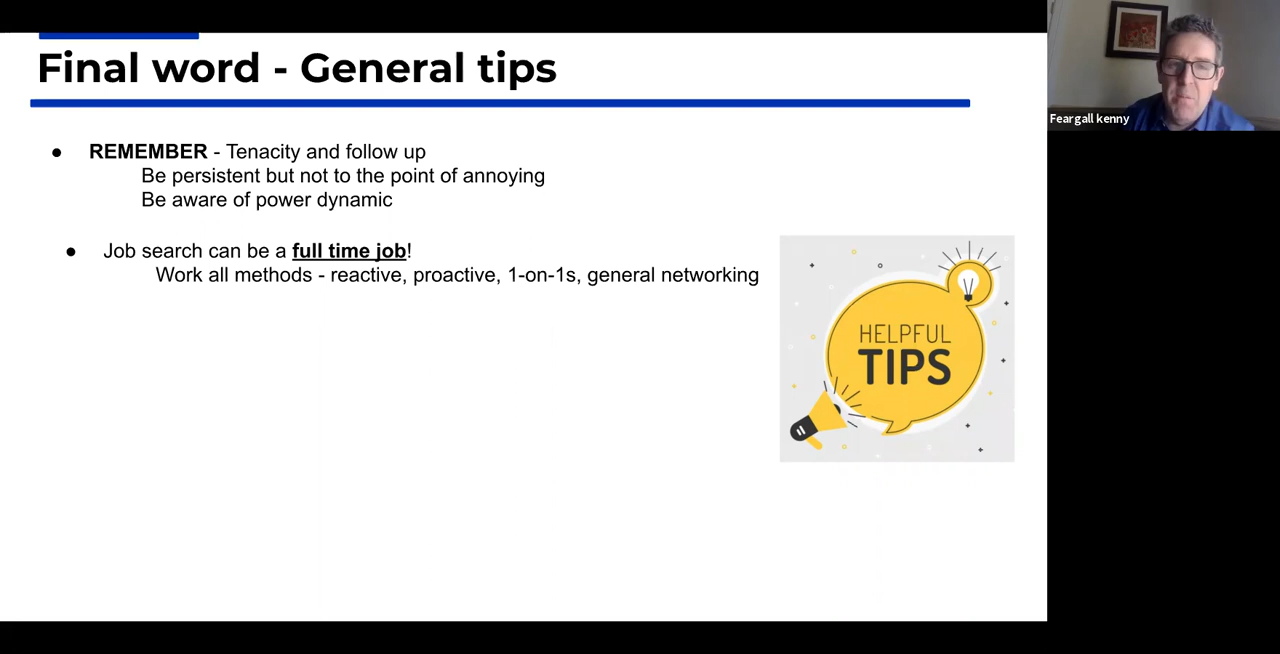 Final word - General tips
● REMEMBER - Tenacity and follow up
Be persistent but not to the point of annoying
Be aware of power dynamic
● Job search can be a full time job!
Work all methods - reactive, proactive, 1-on-1s, general networking
HELPFUL
TIPS
Feargall kenny